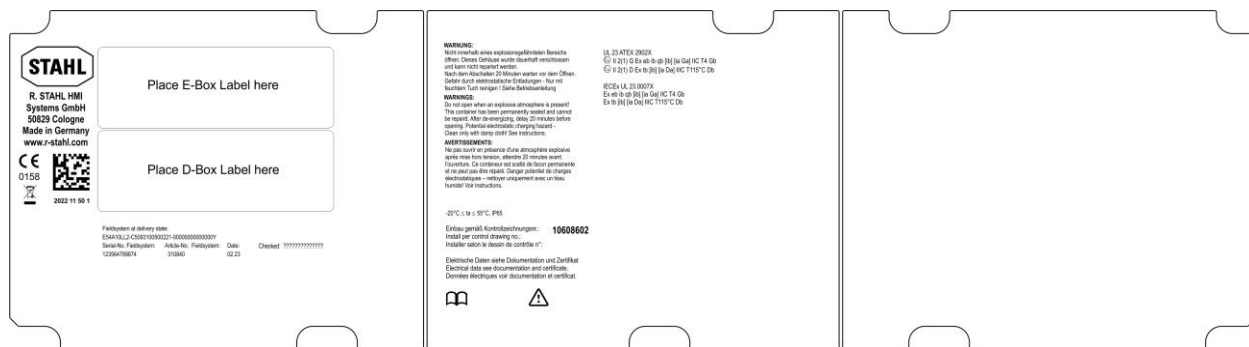 STAHL
R. STAHL HMI
Systems GmbH
50829 Cologne
Made in Germany
www.r-stahl.com
CE
0158
2022 11 50 1
Place E-Box Label here
Place D-Box Label here
Fieldsystem at delivery state:
Serial-No. Fieldsystem: Article-No. Fieldsystem: Date: Checked: ??????????????
310840 02.23
WARNUNG:
Nicht innerhalb eines explosionsgefährdeten Bereichs
öffnen. Dieses Gehäuse wurde dauerhaft verschlossen
und kann nicht repariert werden.
Nach dem Abschalten 20 Minuten warten vor dem Öffnen.
Gefahr durch elektrostatische Entladungen - Nur mit
feuchtem Tuch reinigen ! Siehe Betriebsanleitung
WARNINGS:
Do not open when an explosive atmosphere is present!
This container has been permanently sealed and cannot
be repaird. After de-energizing, delay 20 minutes before
opening. Potential electrostatic charging hazard -
Clean only with damp cloth! See instructions.
AVERTISSEMENTS:
Ne pas ouvrir en présence d'une atmosphère explosive
après mise hors tension, attendre 20 minutes avant
l'ouverture. Ce conteneur est scellé de facon permanente
et ne peut pas être réparé. Danger potentiel de charges
électrostatiques – nettoyer uniquement avec un tissu
humide! Voir instructions.
-20°C ≤ ta ≤ 55°C, IP65
Einbau gemäß Kontrollzeichnungsnr.: 10608602
Install per control drawing no.:
Installer selon le dessin de contrôle n°:
Elektrische Daten siehe Dokumentation und Zertifikat
Electrical data see documentation and certificate.
Données électriques voir documentation et certificat.
UL 23 ATEX 2902X
II 2(1) G Ex eb ib qb [ib] [ia Ga] IIC T4 Gb
II 2(1) D Ex tb [ib] [ia Da] IIIC T115°C Db
IECEx UL 23.0007X
Ex eb ib qb [ib] [ia Ga] IIC T4 Gb
Ex tb [ib] [ia Da] IIIC T115°C Db